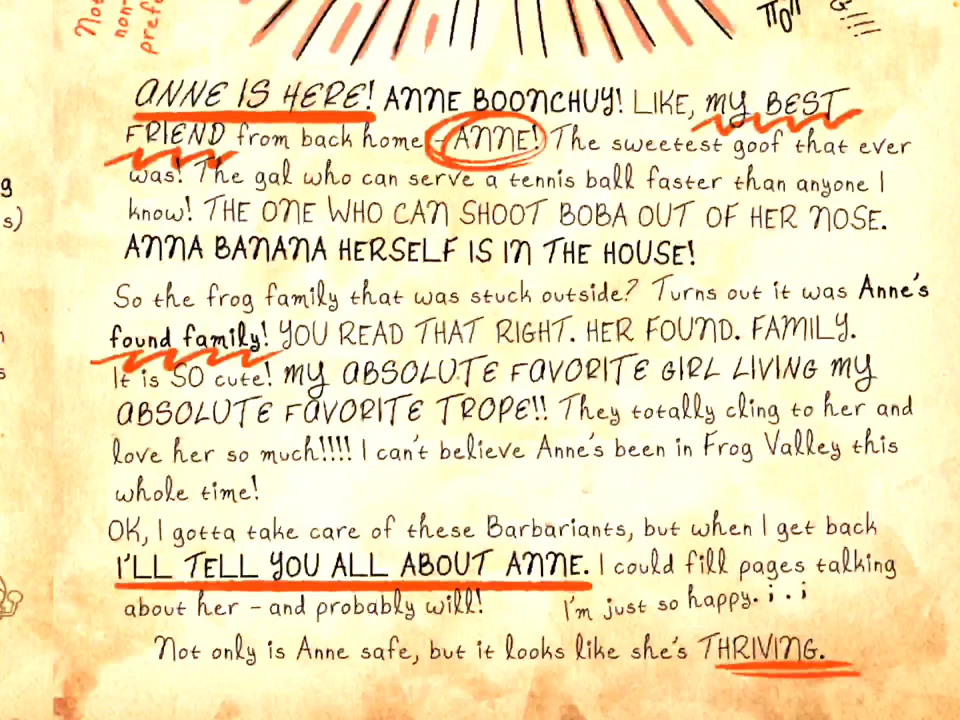 ANNE IS HERE! ANNE BOONCHUY! LIKE, MY BEST
FRIEND from back home - ANNE! The sweetest goof that ever
was! The gal who can serve a tennis ball faster than anyone I
know! THE ONE WHO CAN SHOOT BOBA OUT OF HER NOSE.
ANNA BANANA HERSELF IS IN THE HOUSE!
So the frog family that was stuck outside? Turns out it was Anne's
found family! YOU READ THAT RIGHT. HER FOUND. FAMILY.
It is SO cute! MY ABSOLUTE FAVORITE GIRL LIVING MY
ABSOLUTE FAVORITE TROPE!! They totally cling to her and
love her so much!!!! I can't believe Anne's been in Frog Valley this
whole time!
OK, I gotta take care of these Barbariants, but when I get back
I'LL TELL YOU ALL ABOUT ANNE. I could fill pages talking
about her - and probably will! I'm just so happy. ; . . ;
Not only is Anne safe, but it looks like she's THRIVING.